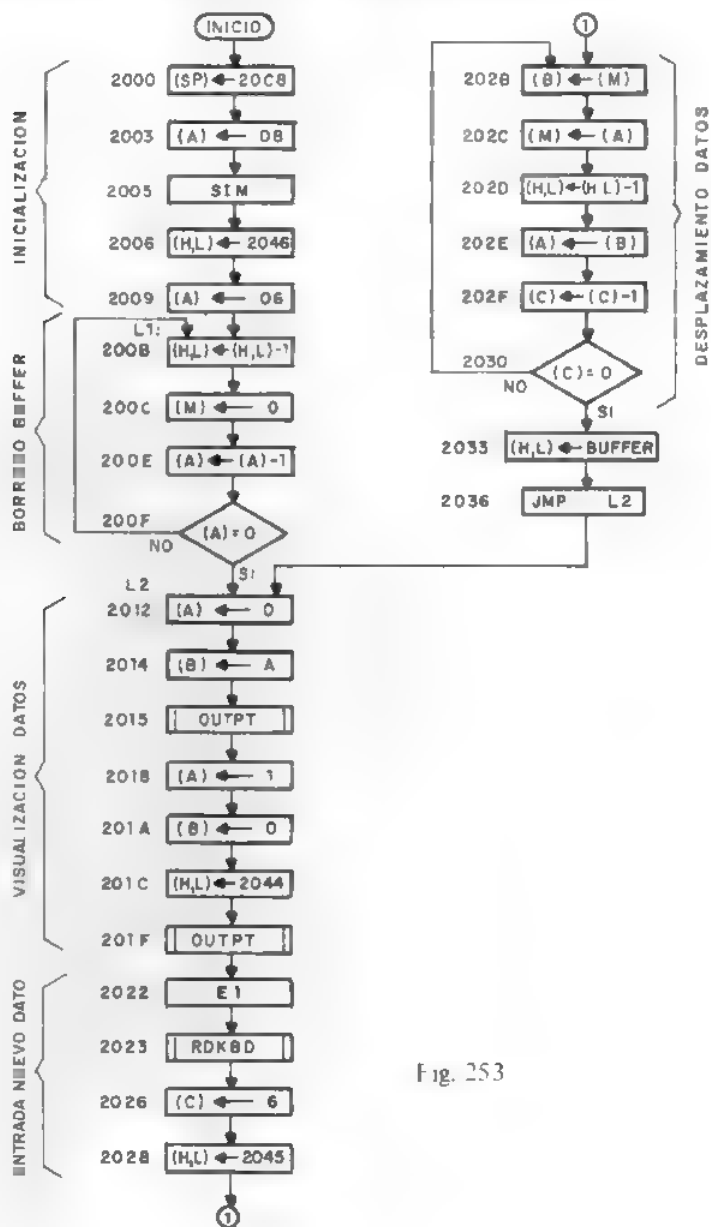 INICIO
INICIALIZACION
2000 (SP) ← 20C8
2003 (A) ← 08
2005 SIM
2006 (H,L) ← 2046
2009 (A) ← 06
BUFFER
L1:
200B (H,L) ← (H,L)-1
200C (M) ← 0
200E (A) ← (A)-1
200F (A)=0
NO
SI
VISUALIZACION DATOS
L2
2012 (A) ← 0
2014 (B) ← A
2015 OUTPT
2018 (A) ← 1
201A (B) ← 0
201C (H,L) ← 2044
201F OUTPT
NUEVO DATO
2022 EI
2023 RDKBD
2026 (C) ← 6
2028 (H,L) ← 2045
1
1
DESPLAZAMIENTO DATOS
202B (B) ← (M)
202C (M) ← (A)
202D (H,L) ← (H L)-1
202E (A) ← (B)
202F (C) ← (C)-1
2030 (C)=0
NO
SI
2033 (H,L) ← BUFFER
2036 JMP L2
Fig. 253